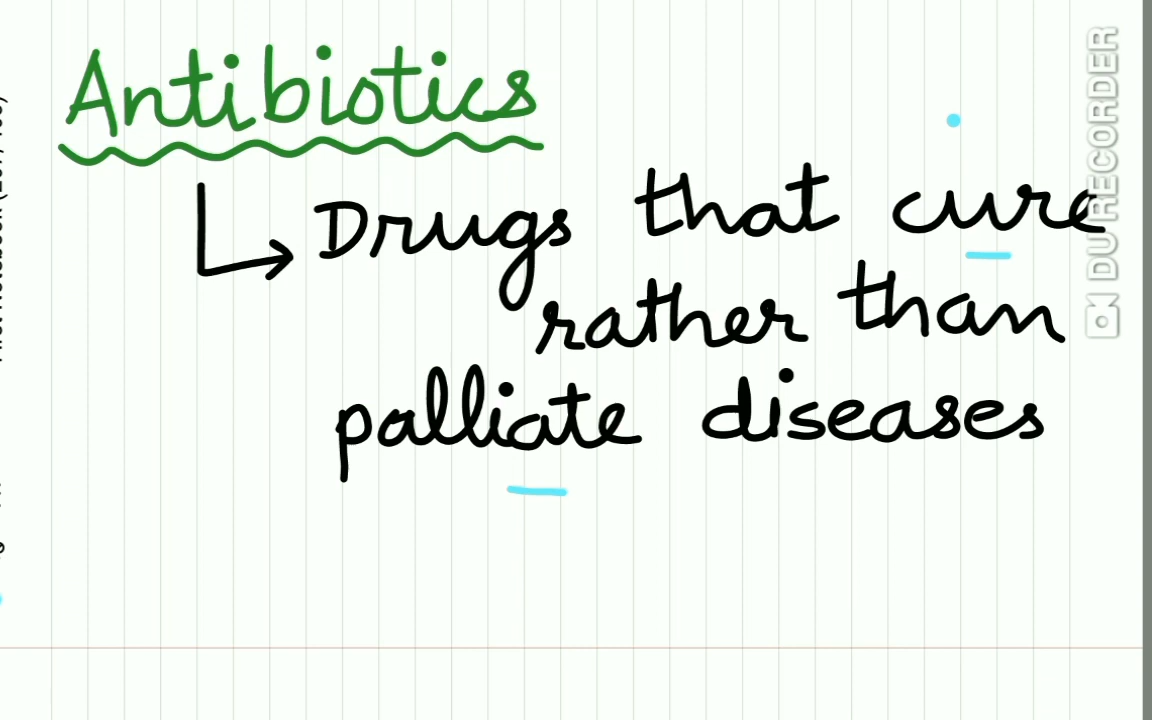 Antibiotics
↳ Drugs that cure
rather than
palliate diseases
DU RECORDER